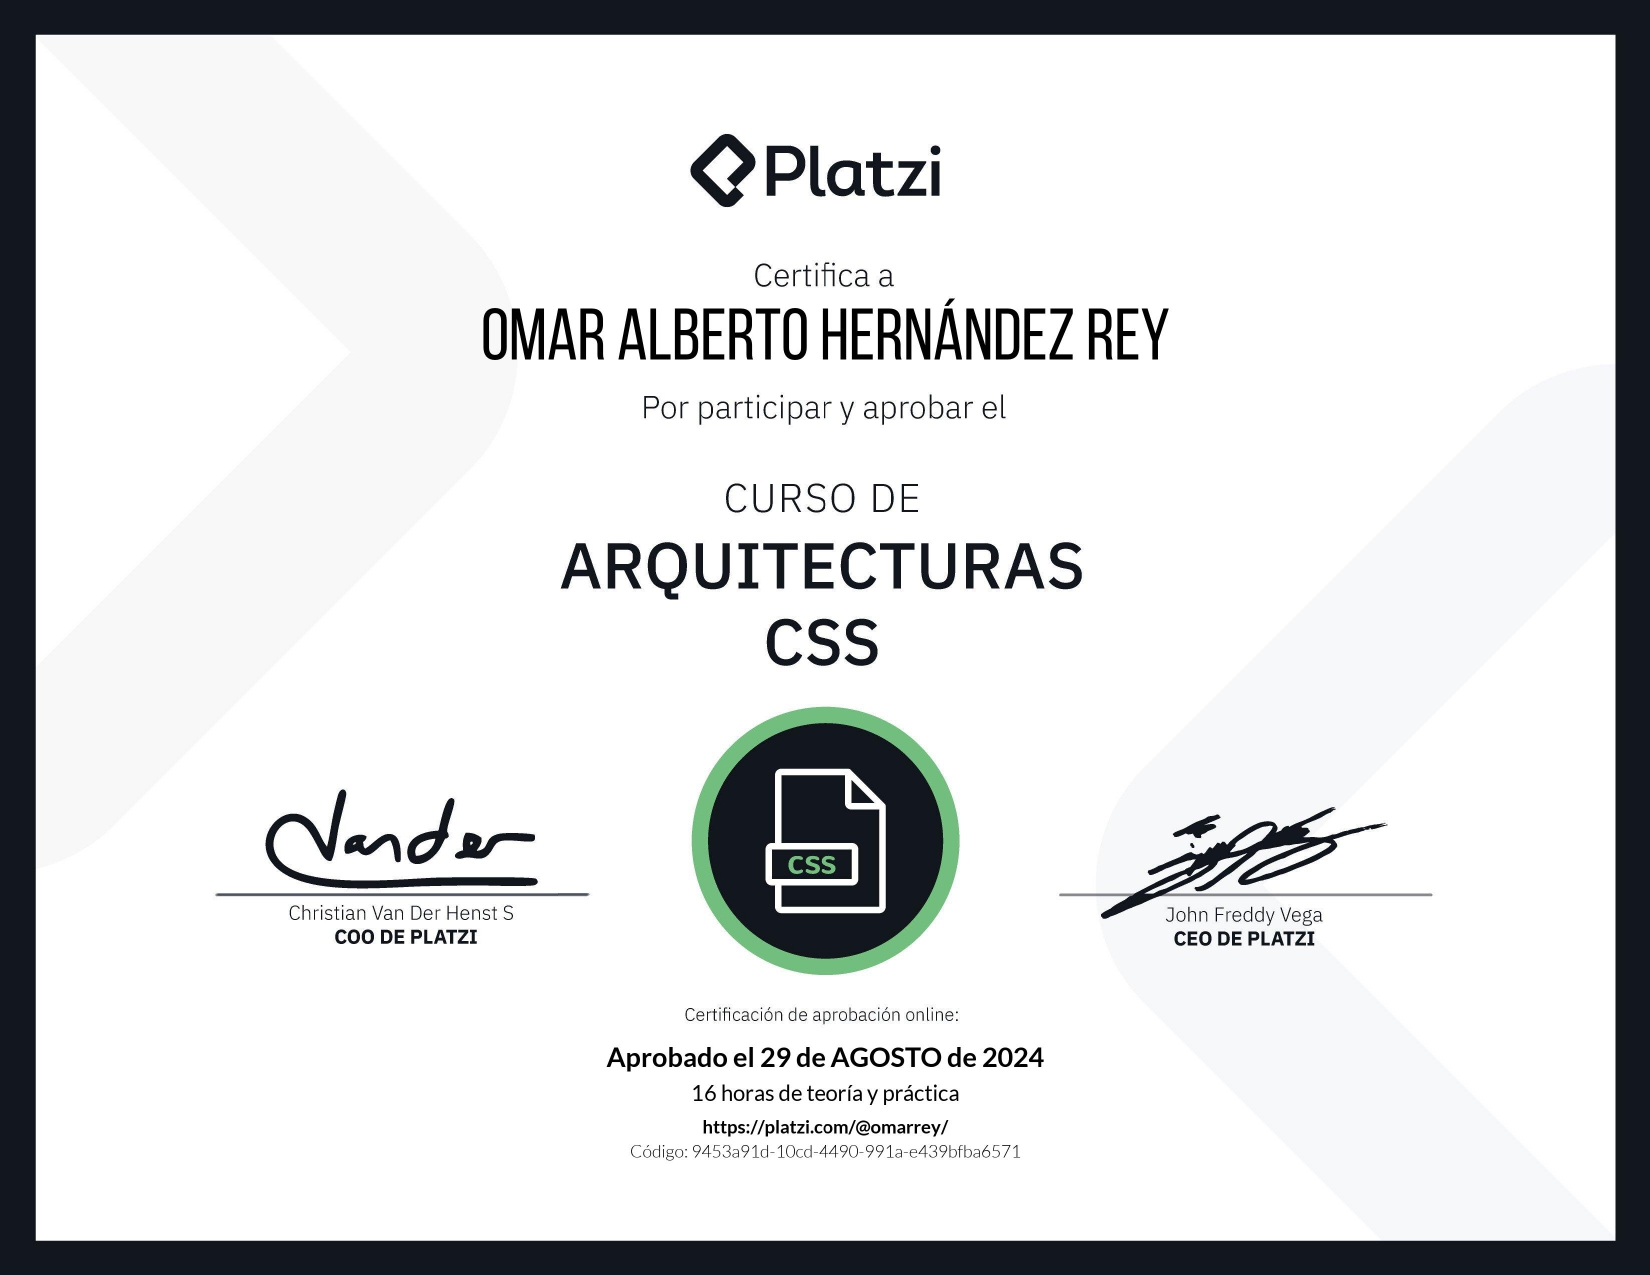 Platzi
Certifica a
OMAR ALBERTO HERNÁNDEZ REY
Por participar y aprobar el
CURSO DE
ARQUITECTURAS
CSS
CSS
Vander
Christian Van Der Henst S
COO DE PLATZI
John Freddy Vega
CEO DE PLATZI
Certificación de aprobación online:
Aprobado el 29 de AGOSTO de 2024
16 horas de teoría y práctica
https://platzi.com/@omarrey/
Código: 9453a91d-10cd-4490-991a-e439bfba6571